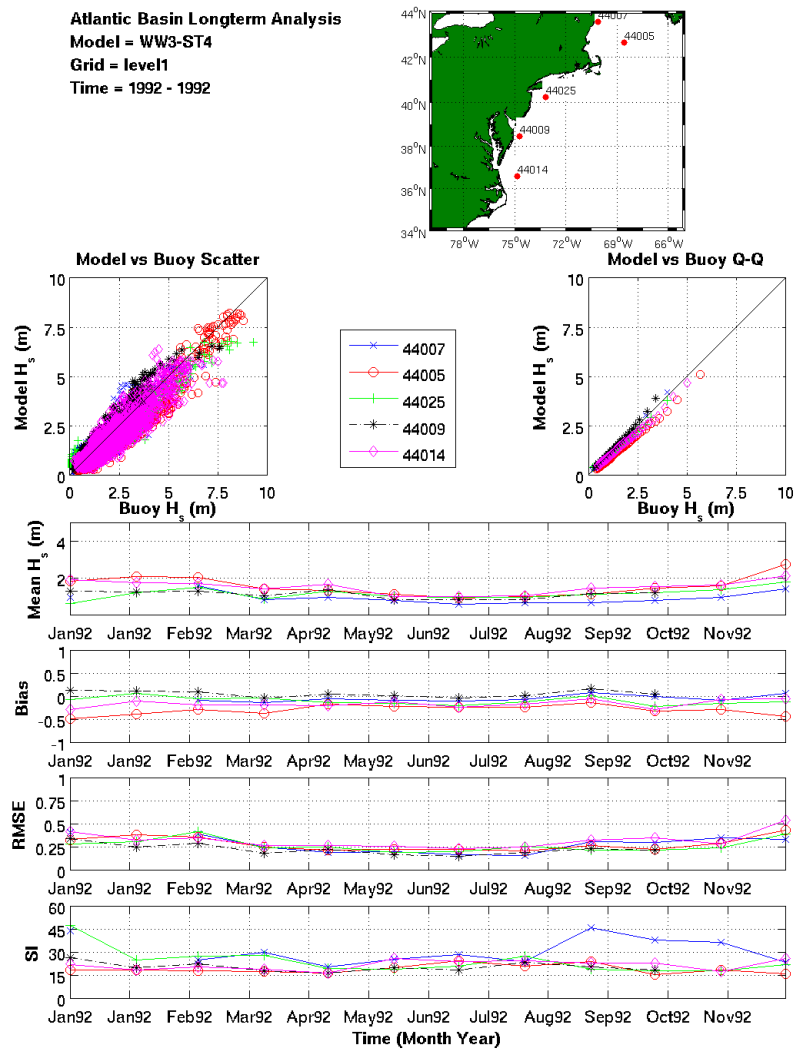 Atlantic Basin Longterm Analysis
Model = WW3-ST4
Grid = level1
Time = 1992 - 1992
44°N
42°N
40°N
38°N
36°N
34°N
78°W 75°W 72°W 69°W 66°W
44007
44005
44025
44009
44014
Model vs Buoy Scatter
10
7.5
5
2.5
0
0 2.5 5 7.5 10
Model Hs (m)
Buoy Hs (m)
44007
44005
44025
44009
44014
Model vs Buoy Q-Q
10
7.5
5
2.5
0
0 2.5 5 7.5 10
Model Hs (m)
Buoy Hs (m)
Mean Hs (m)
4
2
Jan92 Jan92 Feb92 Mar92 Apr92 May92 Jun92 Jul92 Aug92 Sep92 Oct92 Nov92
Bias
1
0.5
0
-0.5
-1
Jan92 Jan92 Feb92 Mar92 Apr92 May92 Jun92 Jul92 Aug92 Sep92 Oct92 Nov92
RMSE
1
0.75
0.5
0.25
0
Jan92 Jan92 Feb92 Mar92 Apr92 May92 Jun92 Jul92 Aug92 Sep92 Oct92 Nov92
SI
60
45
30
15
0
Jan92 Jan92 Feb92 Mar92 Apr92 May92 Jun92 Jul92 Aug92 Sep92 Oct92 Nov92
Time (Month Year)